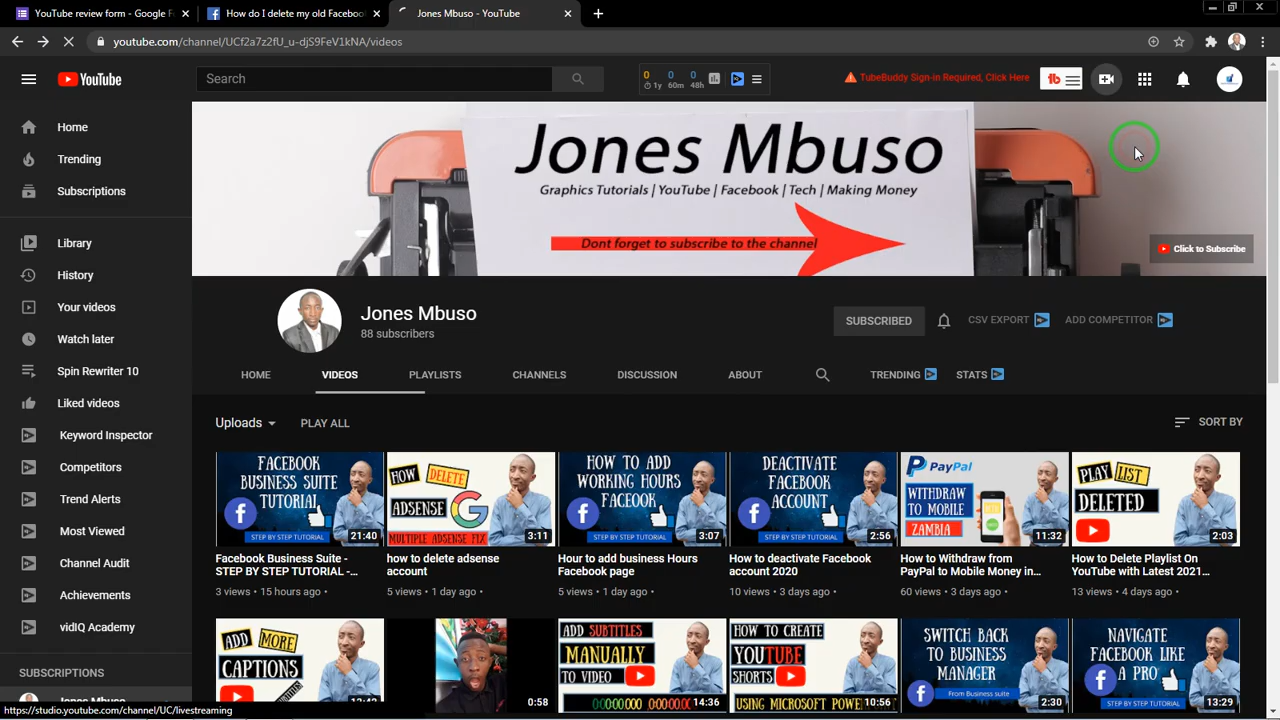 YouTube review form - Google F
How do I delete my old Faceboo
Jones Mbuso - YouTube
youtube.com/channel/UCf2a7z2fU_u-djS9FeV1kNA/videos
YouTube
Search
0 0 0
1y 60m 48h
TubeBuddy Sign-in Required, Click Here
tb
Home
Trending
Subscriptions
Library
History
Your videos
Watch later
Spin Rewriter 10
Liked videos
Keyword Inspector
Competitors
Trend Alerts
Most Viewed
Channel Audit
Achievements
vidIQ Academy
SUBSCRIPTIONS
Jones Mbuso
Jones Mbuso
Graphics Tutorials | YouTube | Facebook | Tech | Making Money
Dont forget to subscribe to the channel
Click to Subscribe
Jones Mbuso
88 subscribers
SUBSCRIBED
CSV EXPORT
ADD COMPETITOR
HOME
VIDEOS
PLAYLISTS
CHANNELS
DISCUSSION
ABOUT
TRENDING
STATS
Uploads
PLAY ALL
SORT BY
FACEBOOK
BUSINESS SUITE
TUTORIAL
STEP BY STEP TUTORIAL
21:40
Facebook Business Suite -
STEP BY STEP TUTORIAL -...
3 views • 15 hours ago •
HOW DELETE
ADSENSE
MULTIPLE ADSENSE FIX
3:11
how to delete adsense
account
5 views • 1 day ago •
HOW TO ADD
WORKING HOURS
FACEOOK
STEP BY STEP TUTORIAL
3:07
Hour to add business Hours
Facebook page
5 views • 1 day ago •
DEACTIVATE
FACEBOOK
ACCOUNT
STEP BY STEP TUTORIAL
2:56
How to deactivate Facebook
account 2020
10 views • 3 days ago •
PayPal
WITHDRAW
TO MOBILE
ZAMBIA
11:32
How to Withdraw from
PayPal to Mobile Money in...
60 views • 3 days ago •
PLAY LIST
DELETED
2:03
How to Delete Playlist On
YouTube with Latest 2021...
13 views • 4 days ago •
ADD MORE
CAPTIONS
0:58
ADD SUBTITLES
MANUALLY
TO VIDEO
14:36
HOW TO CREATE
YOUTUBE
SHORTS
USING MICROSOFT POWER
10:56
SWITCH BACK
TO BUSINESS
MANAGER
From Business suite
2:30
NAVIGATE
FACEBOOK LIKE
A PRO
STEP BY STEP TUTORIAL
13:29
https://studio.youtube.com/channel/UC/livestreaming